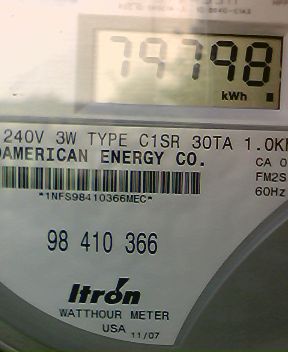 79798
kWh
240V 3W TYPE C1SR 30TA 1.0K
AMERICAN ENERGY CO.
CA 0
FM2S
60Hz
*1NFS98410366MEC*
98 410 366
Itrón
WATTHOUR METER
USA 11/07